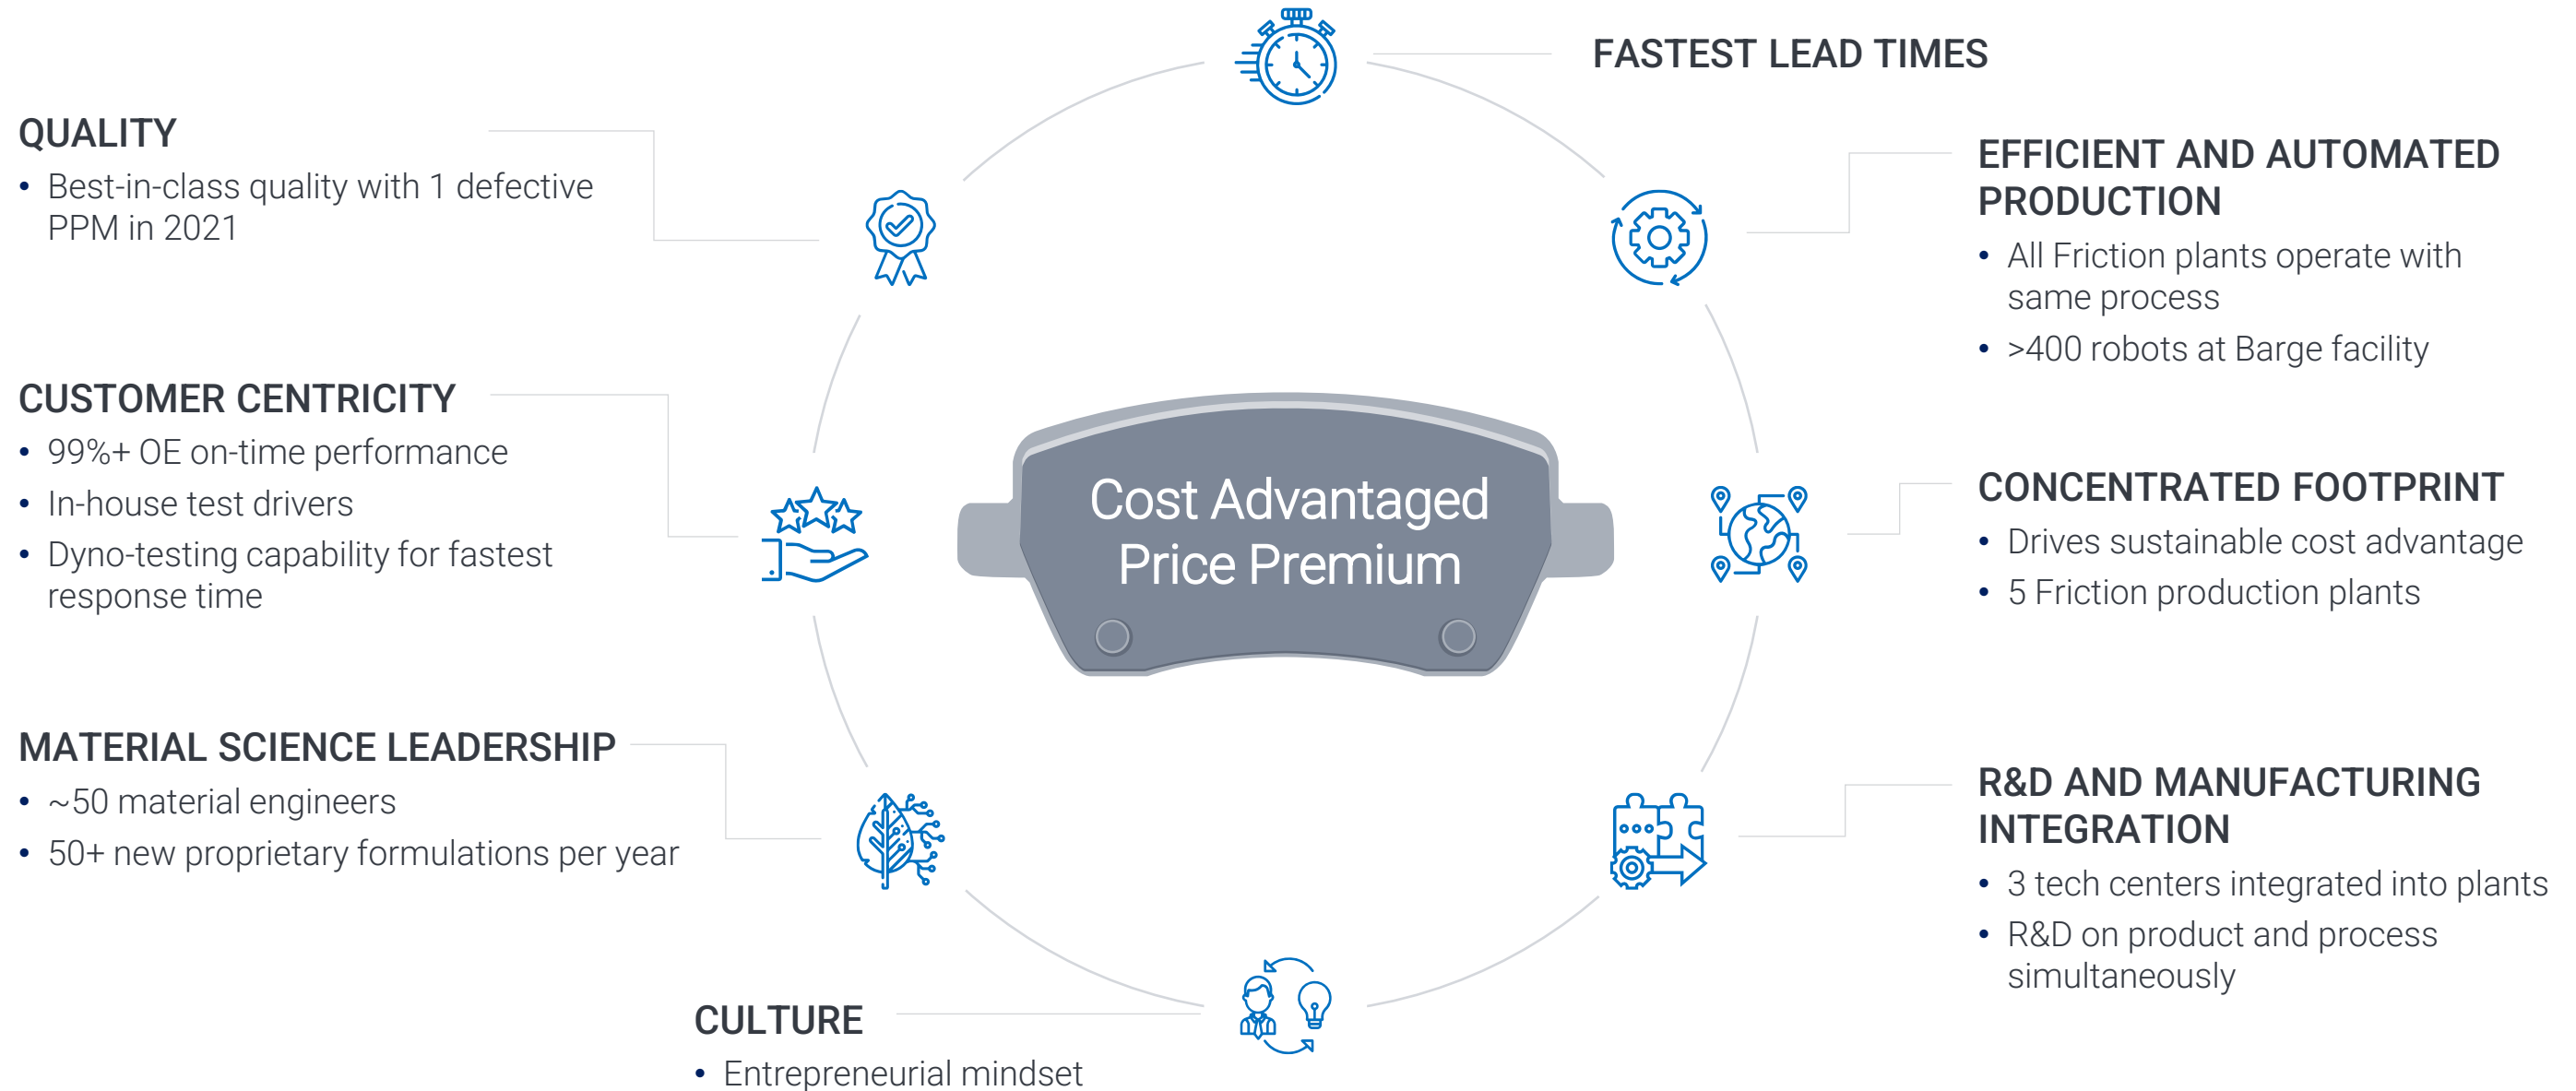 FASTEST LEAD TIMES
QUALITY
• Best-in-class quality with 1 defective
PPM in 2021
EFFICIENT AND AUTOMATED
PRODUCTION
• All Friction plants operate with
same process
• >400 robots at Barge facility
CUSTOMER CENTRICITY
• 99%+ OE on-time performance
• In-house test drivers
• Dyno-testing capability for fastest
response time
Cost Advantaged
Price Premium
CONCENTRATED FOOTPRINT
• Drives sustainable cost advantage
• 5 Friction production plants
MATERIAL SCIENCE LEADERSHIP
• ~50 material engineers
• 50+ new proprietary formulations per year
R&D AND MANUFACTURING
INTEGRATION
• 3 tech centers integrated into plants
• R&D on product and process
simultaneously
CULTURE
• Entrepreneurial mindset